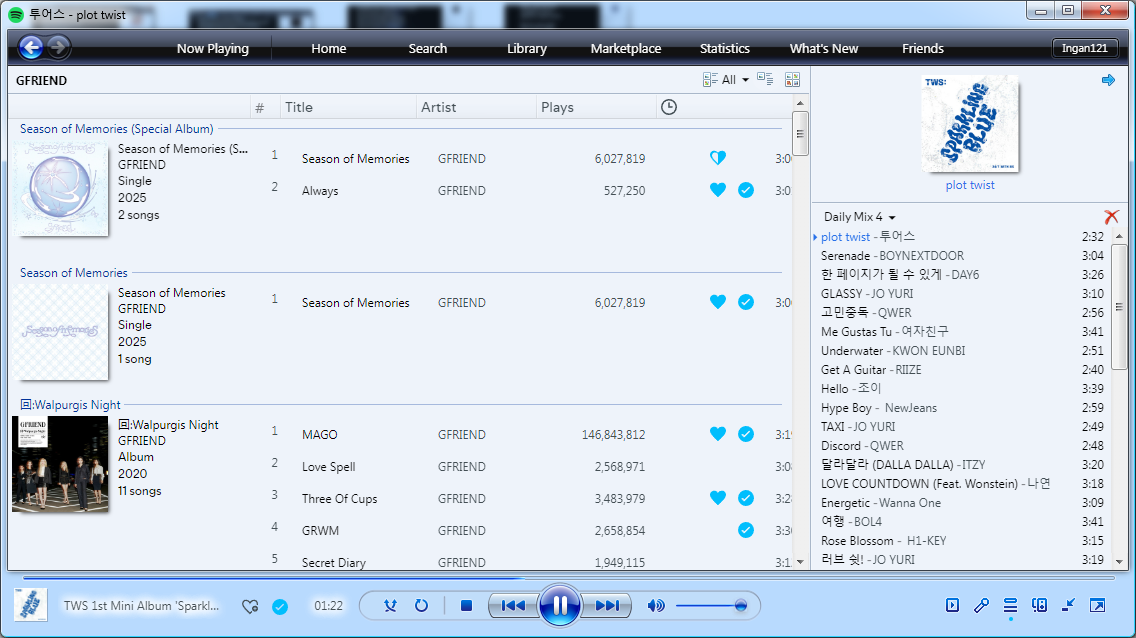 투어스 - plot twist
Now Playing
Home
Search
Library
Marketplace
Statistics
What's New
Friends
Ingan121
GFRIEND
All
# Title Artist Plays
Season of Memories (Special Album)
Season of Memories (S...
GFRIEND
Single
2025
2 songs
1 Season of Memories GFRIEND 6,027,819 3:0
2 Always GFRIEND 527,250 3:0
Season of Memories
Season of Memories
GFRIEND
Single
2025
1 song
1 Season of Memories GFRIEND 6,027,819 3:0
回:Walpurgis Night
GFRIEND
回:Walpurgis Night
GFRIEND
Album
2020
11 songs
1 MAGO GFRIEND 146,843,812 3:1
2 Love Spell GFRIEND 2,568,971 3:0
3 Three Of Cups GFRIEND 3,483,979 3:2
4 GRWM GFRIEND 2,658,854 3:3
5 Secret Diary GFRIEND 1,949,115 3:1
TWS:
SPARKLING
BLUE
plot twist
Daily Mix 4
plot twist - 투어스 2:32
Serenade - BOYNEXTDOOR 3:04
한 페이지가 될 수 있게 - DAY6 3:26
GLASSY - JO YURI 3:10
고민중독 - QWER 2:56
Me Gustas Tu - 여자친구 3:41
Underwater - KWON EUNBI 2:51
Get A Guitar - RIIZE 2:40
Hello - 조이 3:39
Hype Boy - NewJeans 2:59
TAXI - JO YURI 2:49
Discord - QWER 2:48
달라달라 (DALLA DALLA) - ITZY 3:20
LOVE COUNTDOWN (Feat. Wonstein) - 나연 3:18
Energetic - Wanna One 3:09
여행 - BOL4 3:41
Rose Blossom - H1-KEY 3:15
러브 쉿! - JO YURI 3:19
TWS 1st Mini Album 'Sparkl...
01:22